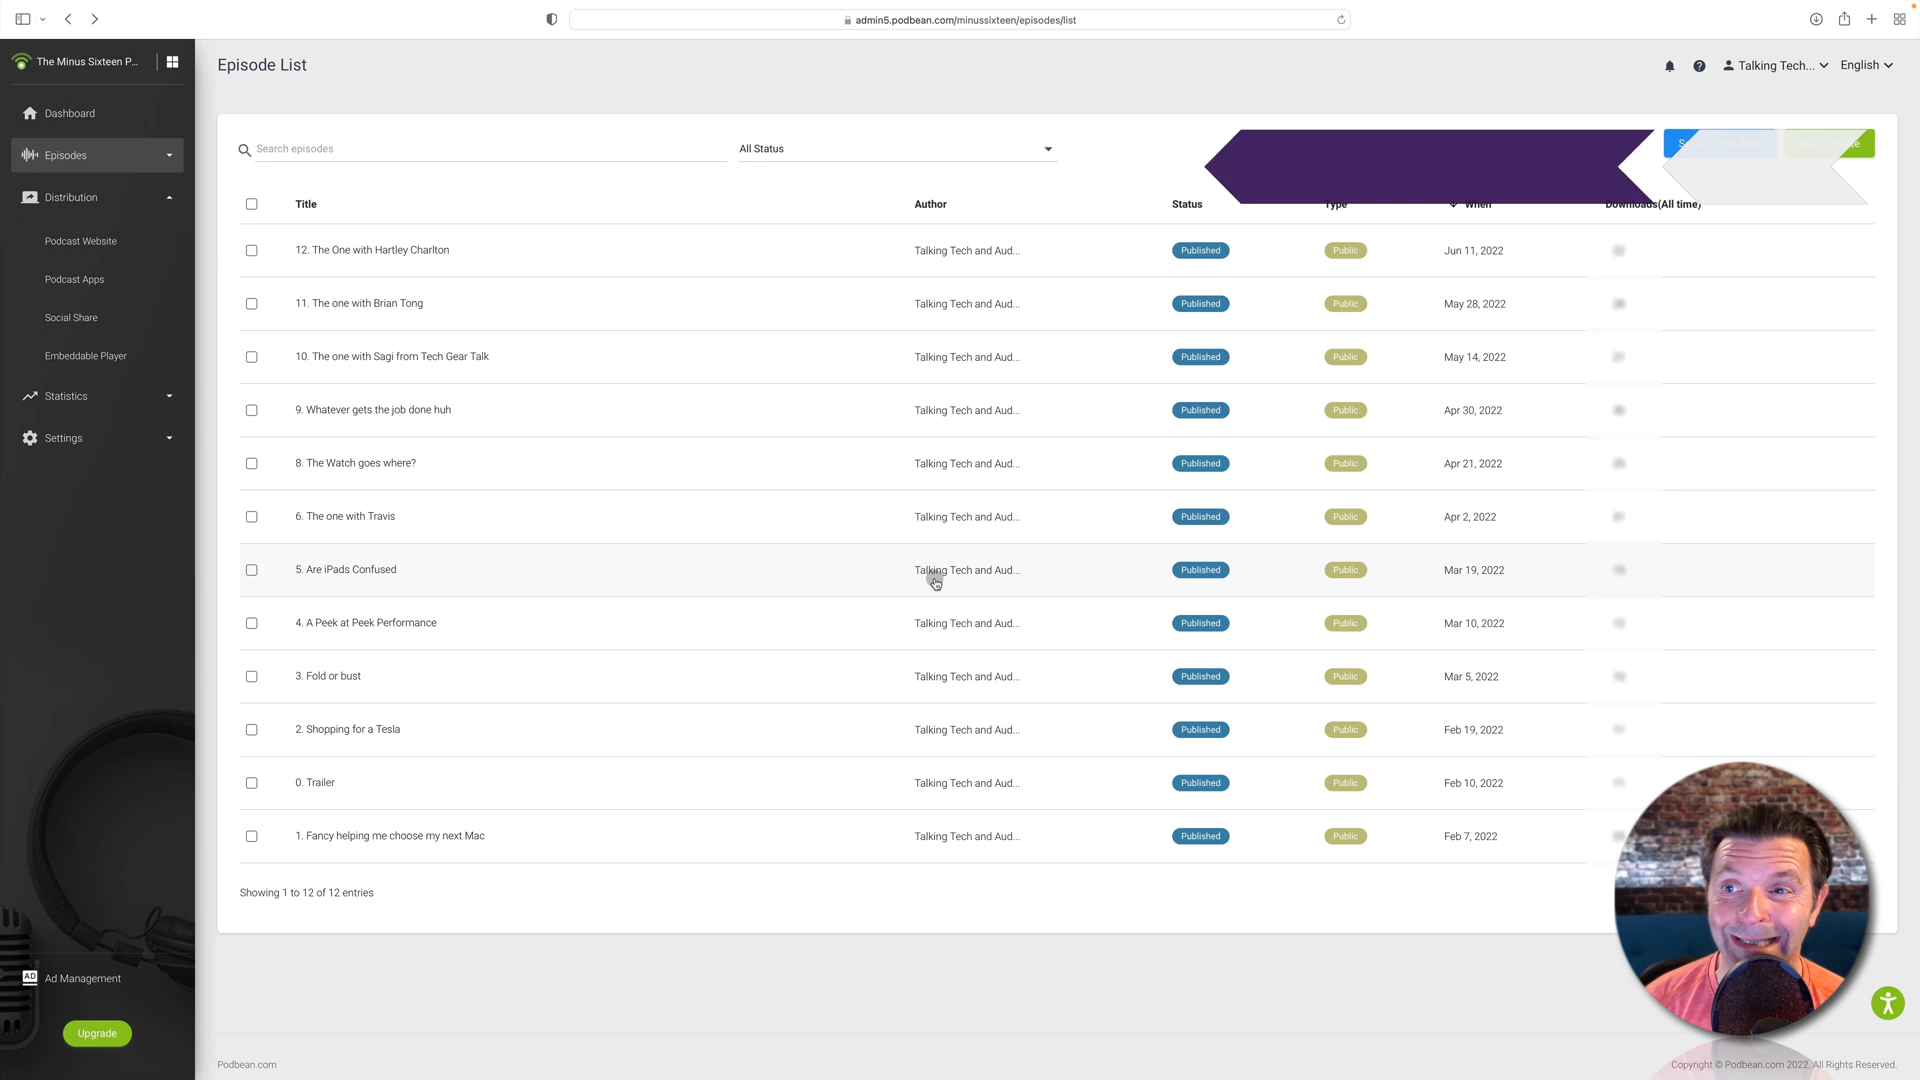 admin5.podbean.com/minussixteen/episodes/list
The Minus Sixteen P...
Episode List
Talking Tech...
English
Dashboard
Episodes
Distribution
Podcast Website
Podcast Apps
Social Share
Embeddable Player
Statistics
Settings
AD Ad Management
Upgrade
Search episodes
All Status
Title Author Status Type When Downloads(All time)
12. The One with Hartley Charlton Talking Tech and Aud... Published Public Jun 11, 2022
11. The one with Brian Tong Talking Tech and Aud... Published Public May 28, 2022
10. The one with Sagi from Tech Gear Talk Talking Tech and Aud... Published Public May 14, 2022
9. Whatever gets the job done huh Talking Tech and Aud... Published Public Apr 30, 2022
8. The Watch goes where? Talking Tech and Aud... Published Public Apr 21, 2022
6. The one with Travis Talking Tech and Aud... Published Public Apr 2, 2022
5. Are iPads Confused Talking Tech and Aud... Published Public Mar 19, 2022
4. A Peek at Peek Performance Talking Tech and Aud... Published Public Mar 10, 2022
3. Fold or bust Talking Tech and Aud... Published Public Mar 5, 2022
2. Shopping for a Tesla Talking Tech and Aud... Published Public Feb 19, 2022
0. Trailer Talking Tech and Aud... Published Public Feb 10, 2022
1. Fancy helping me choose my next Mac Talking Tech and Aud... Published Public Feb 7, 2022
Showing 1 to 12 of 12 entries
Podbean.com
Copyright © Podbean.com 2022. All Rights Reserved.